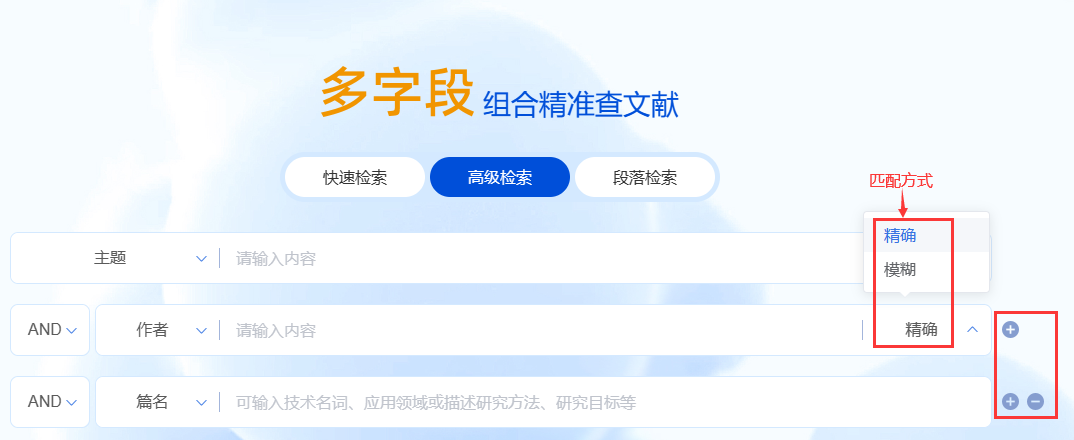 多字段 组合精准查文献
快速检索 高级检索 段落检索
匹配方式
精确
模糊
主题 请输入内容
AND 作者 请输入内容 精确
AND 篇名 可输入技术名词、应用领域或描述研究方法、研究目标等